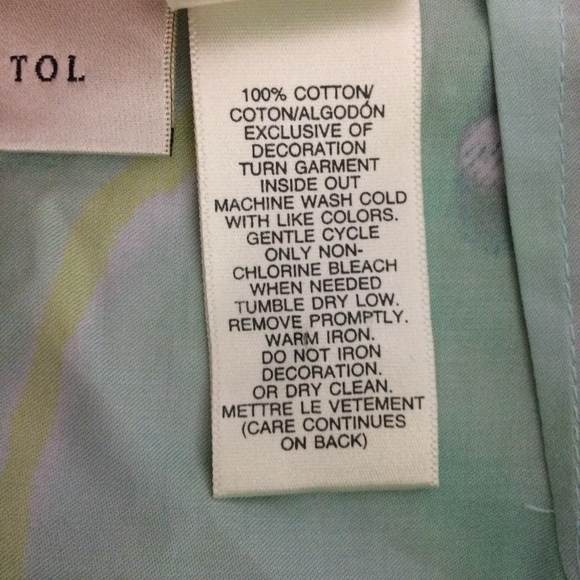 TOL
100% COTTON/
COTON/ALGODÓN
EXCLUSIVE OF
DECORATION
TURN GARMENT
INSIDE OUT
MACHINE WASH COLD
WITH LIKE COLORS.
GENTLE CYCLE
ONLY NON-
CHLORINE BLEACH
WHEN NEEDED
TUMBLE DRY LOW.
REMOVE PROMPTLY.
WARM IRON.
DO NOT IRON
DECORATION.
OR DRY CLEAN.
METTRE LE VETEMENT
(CARE CONTINUES
ON BACK)